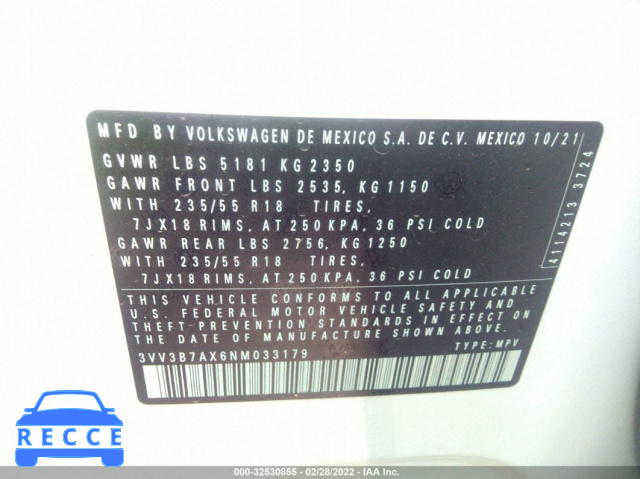 MFD BY VOLKSWAGEN DE MEXICO S.A. DE C.V. MEXICO 10/21
GVWR LBS 5181 KG 2350
GAWR FRONT LBS 2535, KG 1150
WITH 235/55 R18 TIRES,
7JX18 RIMS, AT 250 KPA, 36 PSI COLD
GAWR REAR LBS 2756, KG 1250
WITH 235/55 R18 TIRES,
7JX18 RIMS, AT 250 KPA, 36 PSI COLD
THIS VEHICLE CONFORMS TO ALL APPLICABLE
U.S. FEDERAL MOTOR VEHICLE SAFETY AND
THEFT-PREVENTION STANDARDS IN EFFECT ON
THE DATE OF MANUFACTURE SHOWN ABOVE.
3VV3B7AX6NM033179 TYPE: MPV
4114213 3724
RECCE
000-32530855 - 02/28/2022 - IAA Inc.